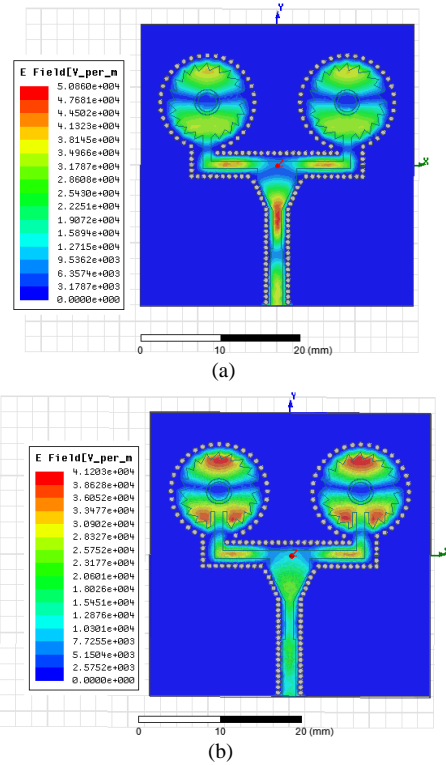 Y
E Field[V_per_m
5.0860e+004
4.7681e+004
4.4502e+004
4.1323e+004
3.8145e+004
3.4966e+004
3.1787e+004
2.8608e+004
2.5430e+004
2.2251e+004
1.9072e+004
1.5894e+004
1.2715e+004
9.5362e+003
6.3574e+003
3.1787e+003
0.0000e+000
X
0 10 20 (mm)
(a)
Y
E Field[V_per_m
4.1203e+004
3.8628e+004
3.6052e+004
3.3477e+004
3.0902e+004
2.8327e+004
2.5752e+004
2.3177e+004
2.0601e+004
1.8026e+004
1.5451e+004
1.2876e+004
1.0301e+004
7.7255e+003
5.1504e+003
2.5752e+003
0.0000e+000
0 10 20 (mm)
(b)